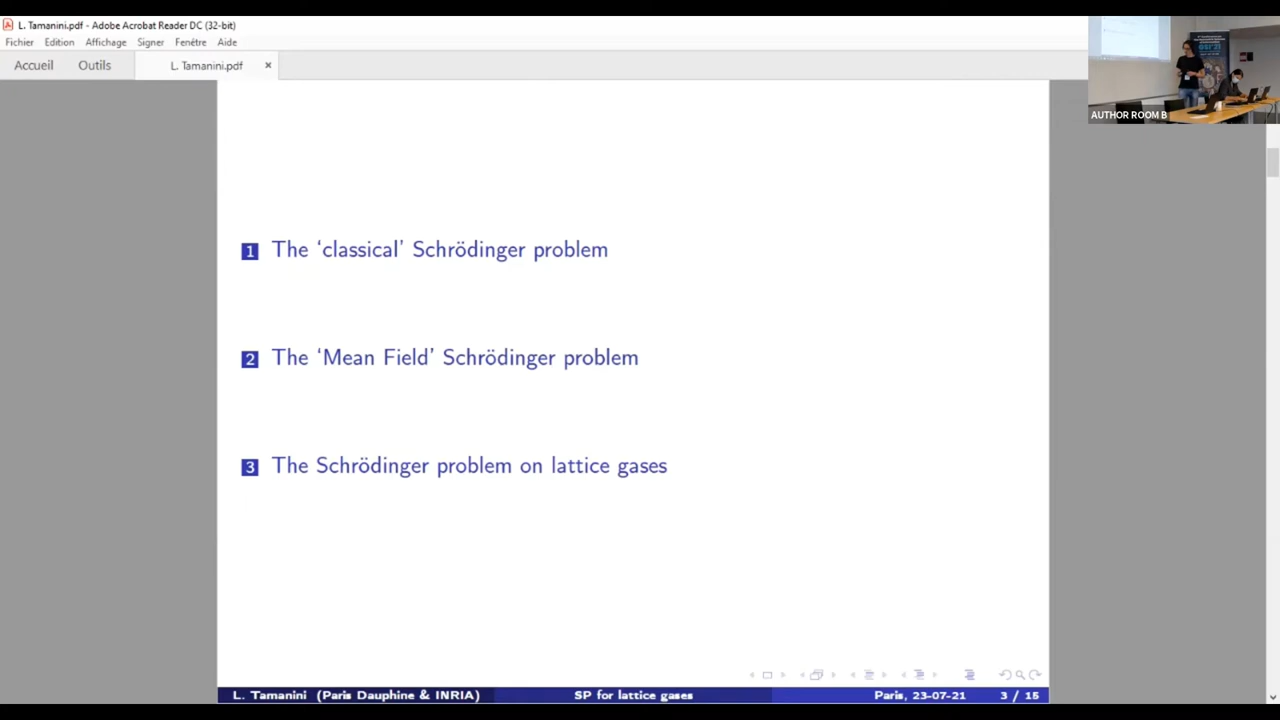 L. Tamanini.pdf - Adobe Acrobat Reader DC (32-bit)
Fichier Edition Affichage Signer Fenêtre Aide
Accueil Outils L. Tamanini.pdf ×
AUTHOR ROOM B
1 The ‘classical’ Schrödinger problem
2 The ‘Mean Field’ Schrödinger problem
3 The Schrödinger problem on lattice gases
L. Tamanini (Paris Dauphine & INRIA) SP for lattice gases Paris, 23-07-21 3 / 15